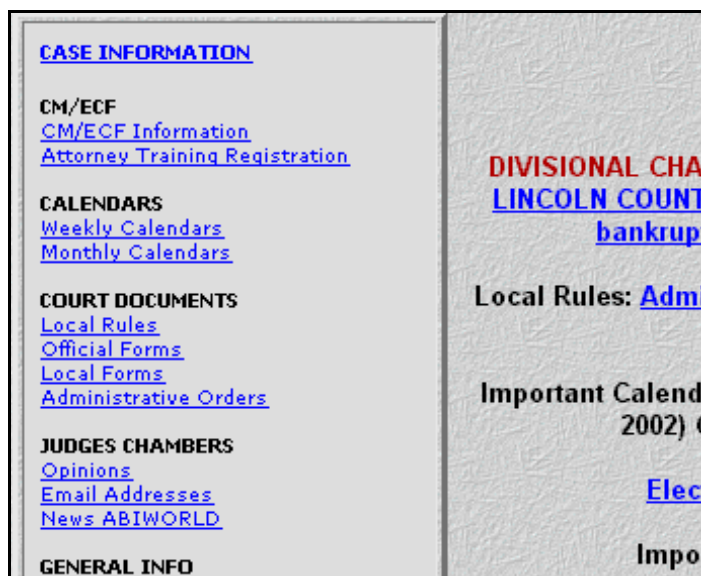 CASE INFORMATION
CM/ECF
CM/ECF Information
Attorney Training Registration
CALENDARS
Weekly Calendars
Monthly Calendars
COURT DOCUMENTS
Local Rules
Official Forms
Local Forms
Administrative Orders
JUDGES CHAMBERS
Opinions
Email Addresses
News ABIWORLD
GENERAL INFO
DIVISIONAL CHA
LINCOLN COUNT
bankrup
Local Rules: Admi
Important Calend
2002)
Elec
Impo